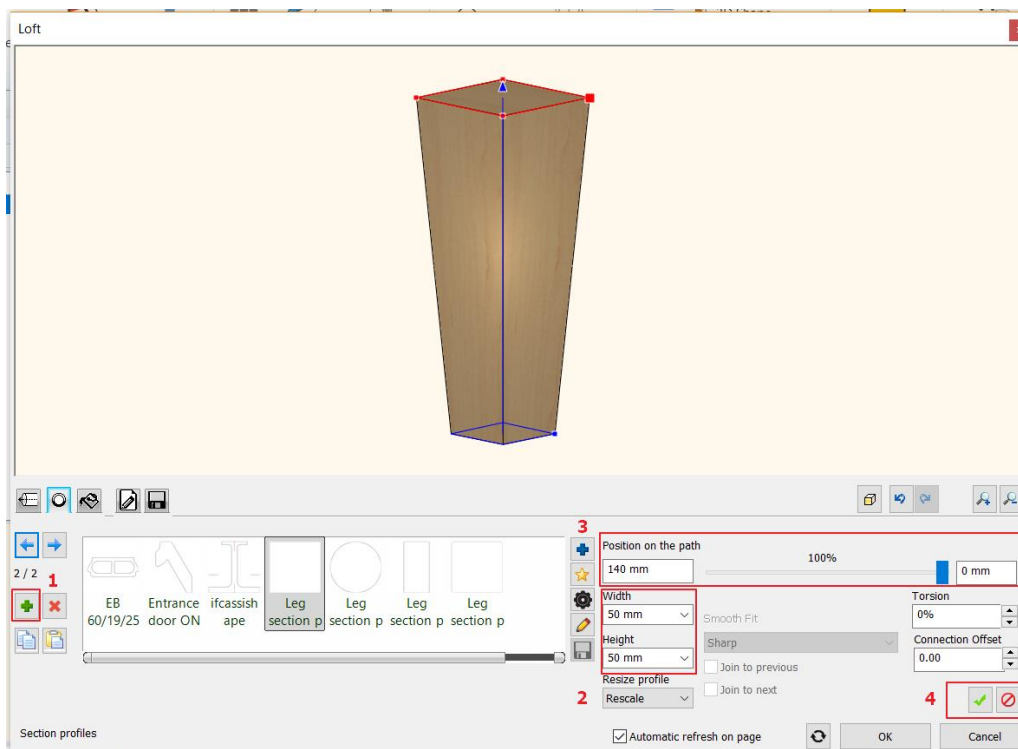 Loft
3
Position on the path
140 mm
100%
0 mm
2 / 2
1
EB
60/19/25
Entrance
door ON
ifcassish
ape
Leg
section p
Leg
section p
Leg
section p
Leg
section p
Width
50 mm
Height
50 mm
Smooth Fit
Sharp
Join to previous
Join to next
Torsion
0%
Connection Offset
0.00
2
Resize profile
Rescale
4
Section profiles
Automatic refresh on page
OK
Cancel